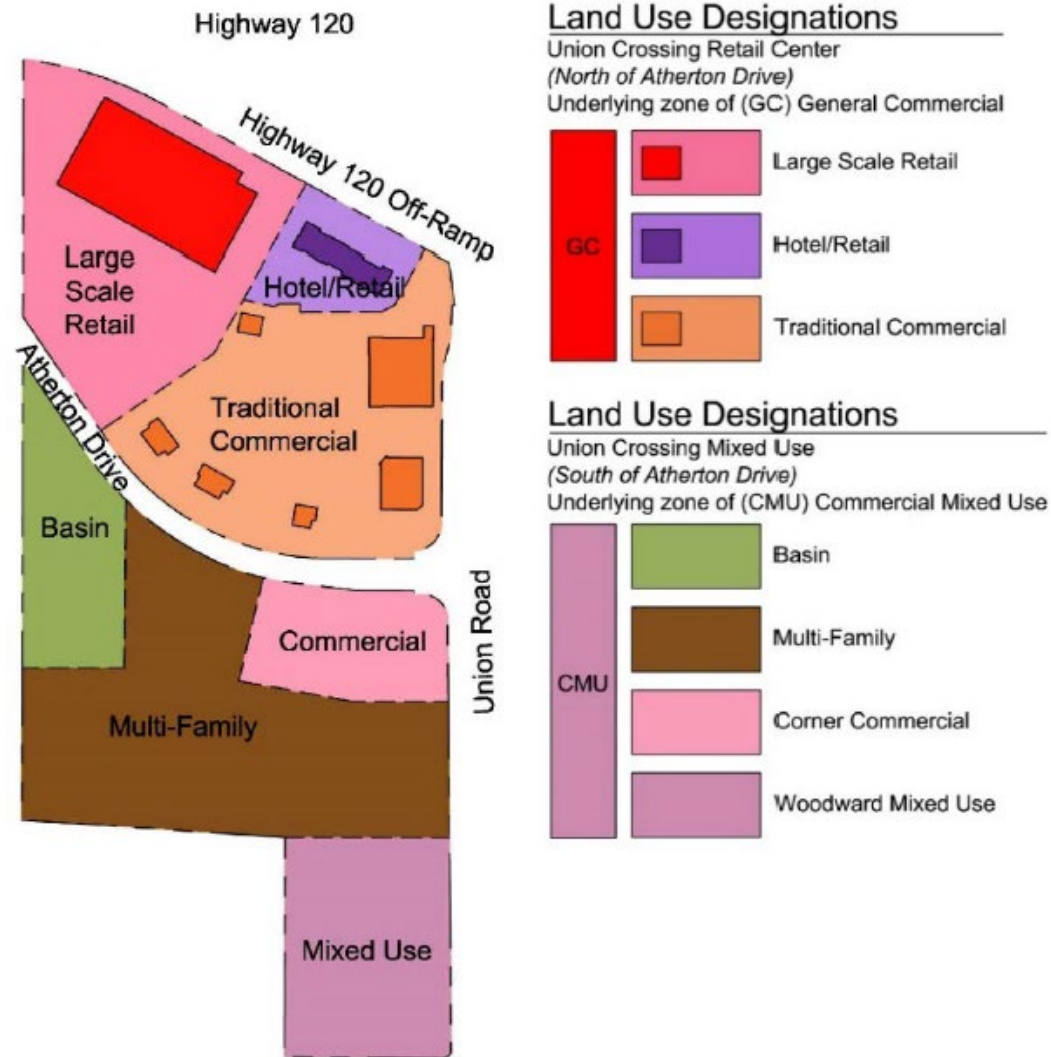 Highway 120
Highway 120 Off-Ramp
Large
Scale
Retail
Hotel/Retail
Atherton Drive
Traditional
Commercial
Basin
Commercial
Union Road
Multi-Family
Mixed Use
Land Use Designations
Union Crossing Retail Center
(North of Atherton Drive)
Underlying zone of (GC) General Commercial
GC
Large Scale Retail
Hotel/Retail
Traditional Commercial
Land Use Designations
Union Crossing Mixed Use
(South of Atherton Drive)
Underlying zone of (CMU) Commercial Mixed Use
CMU
Basin
Multi-Family
Corner Commercial
Woodward Mixed Use